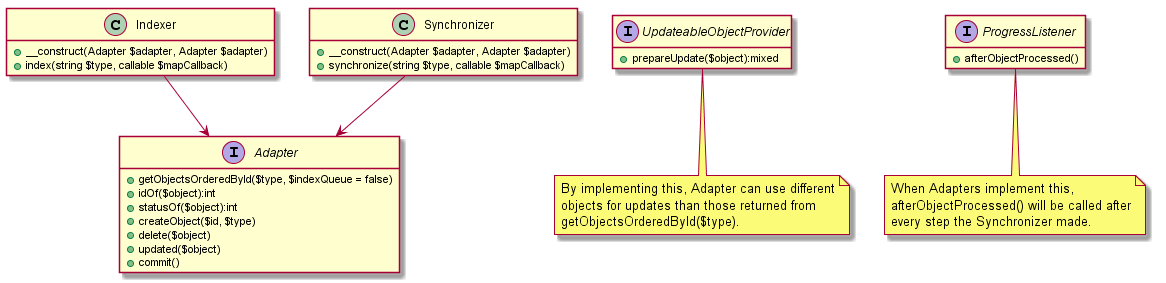 C Indexer
__construct(Adapter $adapter, Adapter $adapter)
index(string $type, callable $mapCallback)
C Synchronizer
__construct(Adapter $adapter, Adapter $adapter)
synchronize(string $type, callable $mapCallback)
I UpdateableObjectProvider
prepareUpdate($object):mixed
I ProgressListener
afterObjectProcessed()
I Adapter
getObjectsOrderedById($type, $indexQueue = false)
idOf($object):int
statusOf($object):int
createObject($id, $type)
delete($object)
updated($object)
commit()
By implementing this, Adapter can use different
objects for updates than those returned from
getObjectsOrderedById($type).
When Adapters implement this,
afterObjectProcessed() will be called after
every step the Synchronizer made.